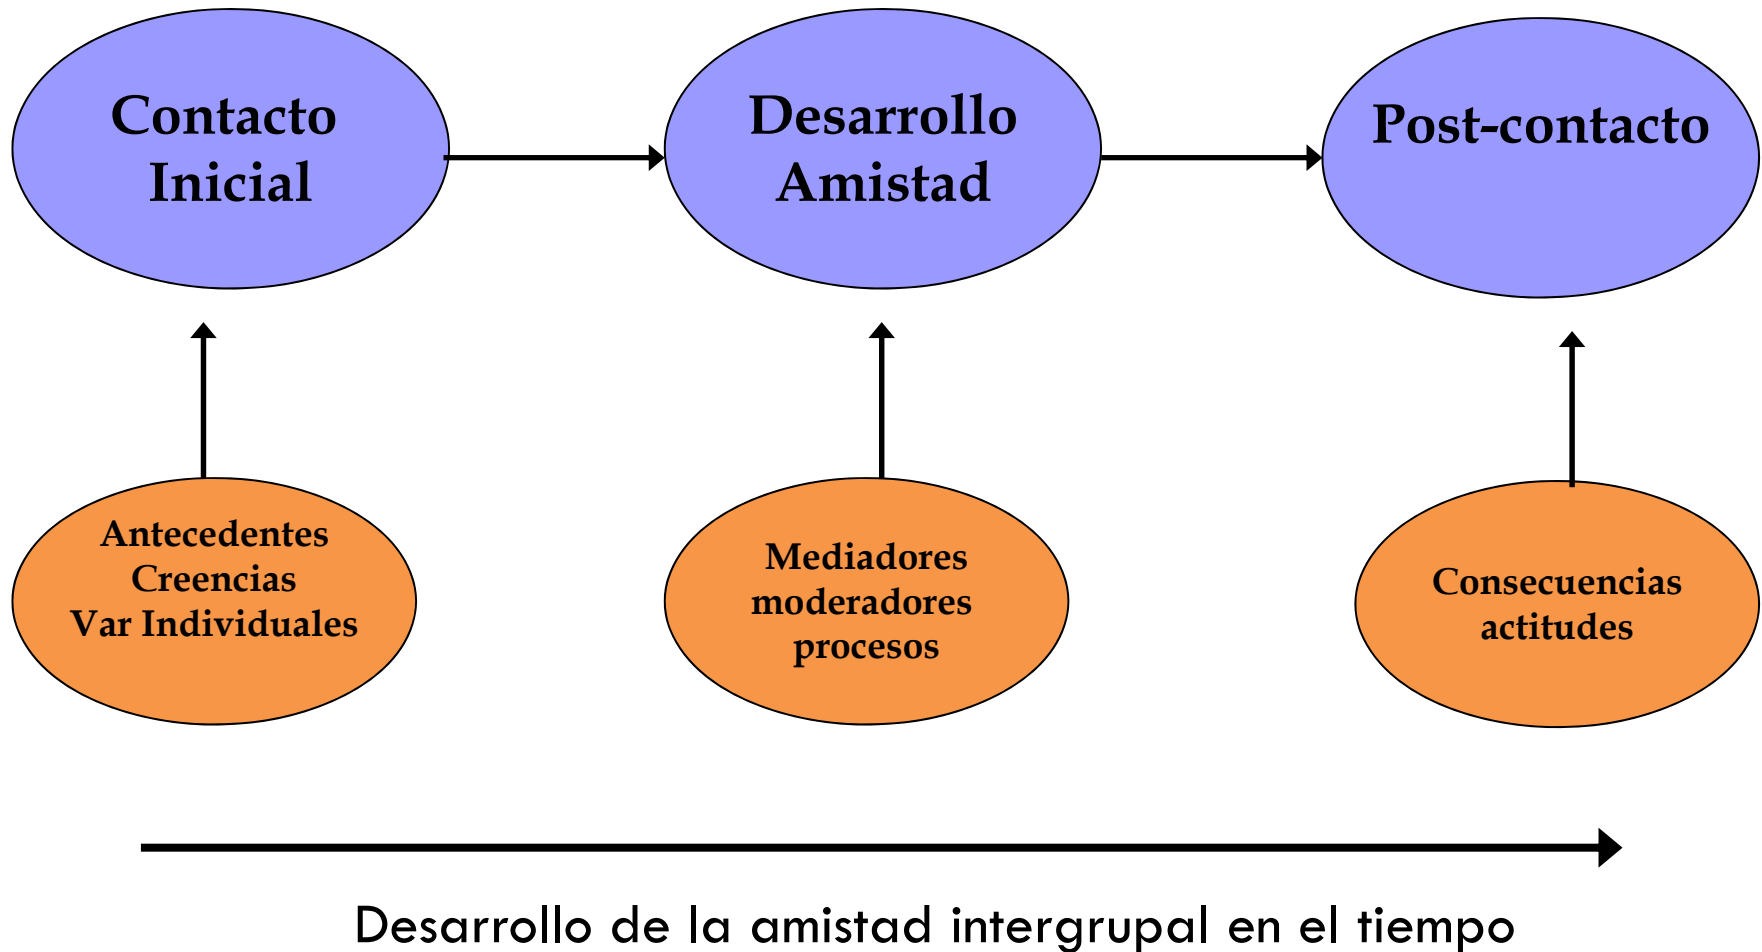 Contacto
Inicial
Desarrollo
Amistad
Post-contacto
Antecedentes
Creencias
Var Individuales
Mediadores
moderadores
procesos
Consecuencias
actitudes
Desarrollo de la amistad intergrupal en el tiempo